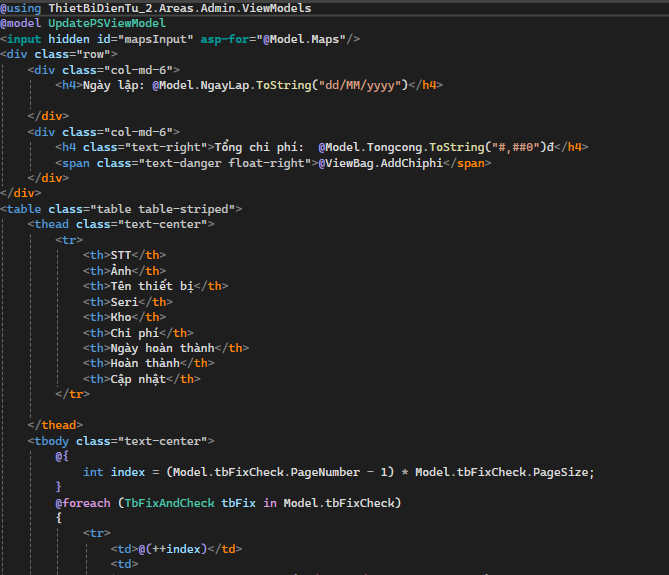 @using ThietBiDienTu_2.Areas.Admin.ViewModels
@model UpdatePSViewModel
<input hidden id="mapsInput" asp-for="@Model.Maps"/>
<div class="row">
    <div class="col-md-6">
        <h4>Ngày lập: @Model.NgayLap.ToString("dd/MM/yyyy")</h4>

    </div>
    <div class="col-md-6">
        <h4 class="text-right">Tổng chi phí:  @Model.Tongcong.ToString("#,##0")đ</h4>
        <span class="text-danger float-right">@ViewBag.AddChiphi</span>
    </div>
</div>
<table class="table table-striped">
    <thead class="text-center">
        <tr>
            <th>STT</th>
            <th>Ảnh</th>
            <th>Tên thiết bị</th>
            <th>Seri</th>
            <th>Kho</th>
            <th>Chi phí</th>
            <th>Ngày hoàn thành</th>
            <th>Hoàn thành</th>
            <th>Cập nhật</th>
        </tr>

    </thead>
    <tbody class="text-center">
        @{
            int index = (Model.tbFixCheck.PageNumber - 1) * Model.tbFixCheck.PageSize;
        }
        @foreach (TbFixAndCheck tbFix in Model.tbFixCheck)
        {
            <tr>
                <td>@(++index)</td>
                <td>